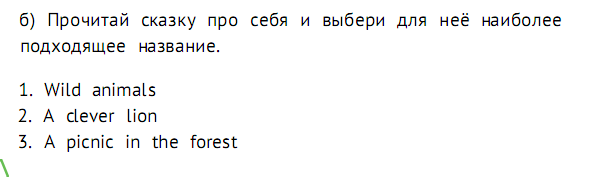 б) Прочитай сказку про себя и выбери для неё наиболее
подходящее название.
1. Wild animals
2. A clever lion
3. A picnic in the forest